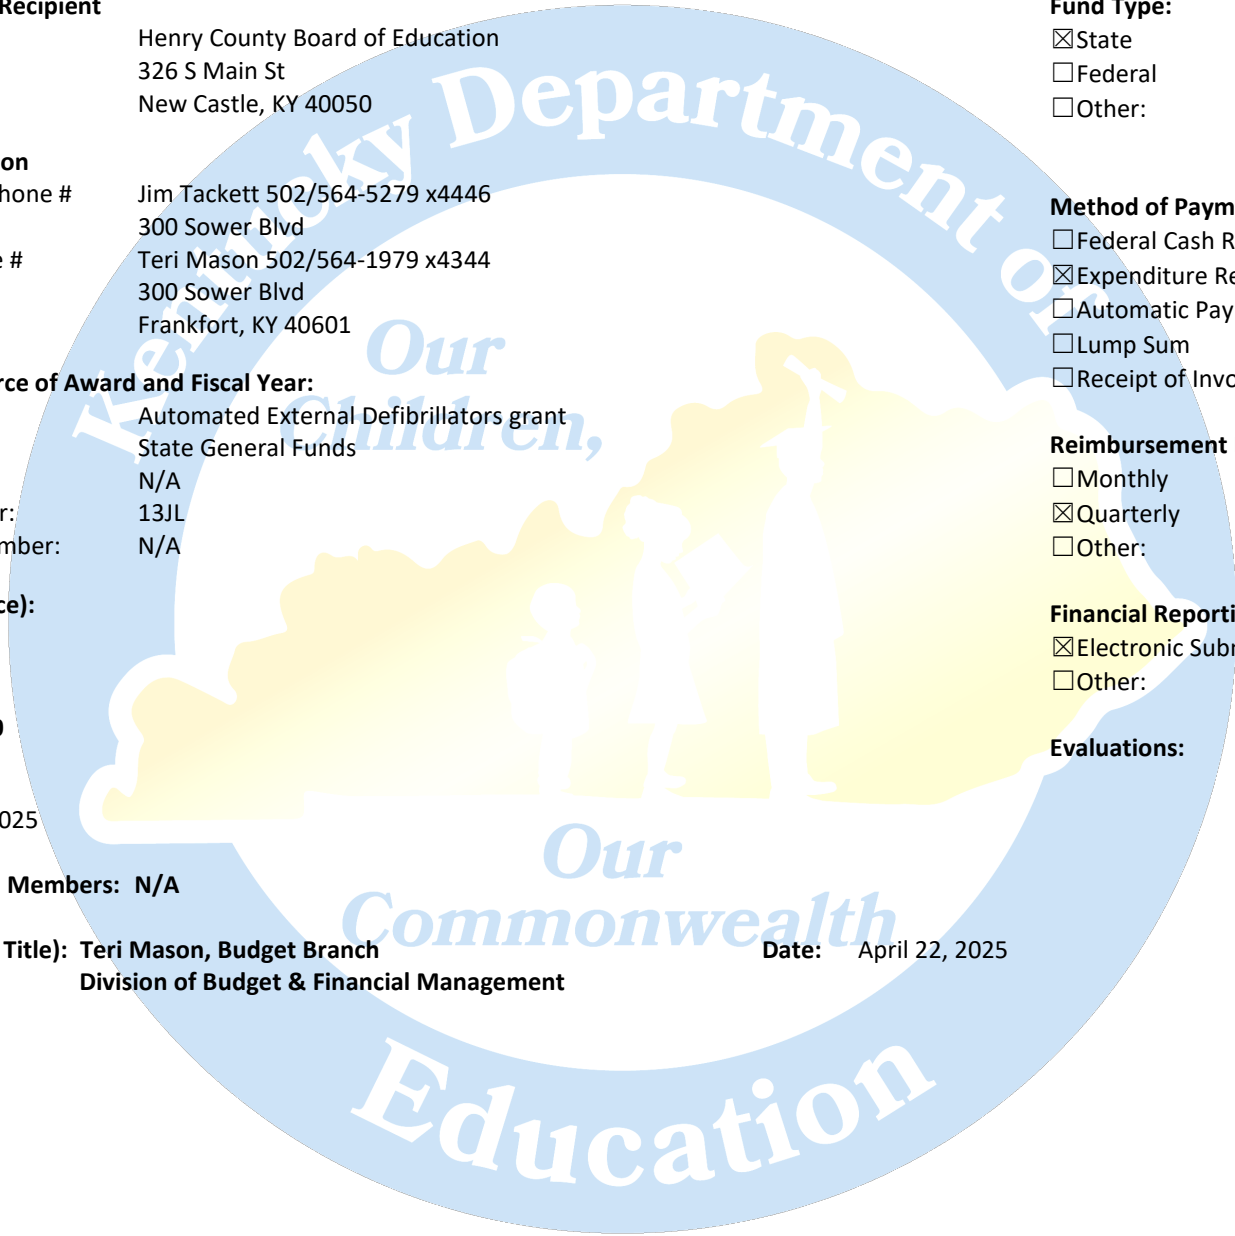 Recipient
Henry County Board of Education
326 S Main St
New Castle, KY 40050
on
hone # Jim Tackett 502/564-5279 x4446
300 Sower Blvd
e # Teri Mason 502/564-1979 x4344
300 Sower Blvd
Frankfort, KY 40601
rce of Award and Fiscal Year:
Automated External Defibrillators grant
State General Funds
N/A
r: 13JL
mber: N/A
ce):
025
Members: N/A
Title): Teri Mason, Budget Branch
Division of Budget & Financial Management
Date: April 22, 2025
Fund Type:
☒State
☐Federal
☐Other:
Method of Paym
☐Federal Cash R
☒Expenditure Re
☐Automatic Pay
☐Lump Sum
☐Receipt of Invo
Reimbursement
☐Monthly
☒Quarterly
☐Other:
Financial Reporti
☒Electronic Subr
☐Other:
Evaluations:
Kentucky Department of
Education
Our
Children,
Our
Commonwealth